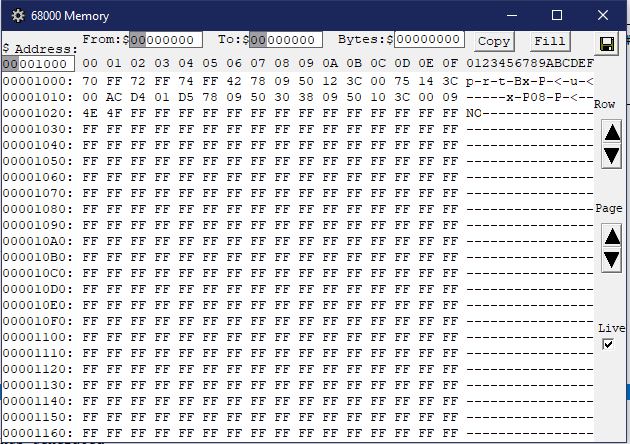 68000 Memory
From:$00000000 To:$00000000 Bytes:$00000000 Copy Fill
$ Address:
00001000 00 01 02 03 04 05 06 07 08 09 0A 0B 0C 0D 0E 0F 0123456789ABCDEF
00001000: 70 FF 72 FF 74 FF 42 78 09 50 12 3C 00 75 14 3C p-r-t-Bx-P-<-u-<
00001010: 00 AC D4 01 D5 78 09 50 30 38 09 50 10 3C 00 09 -----x-P08-P-<--
00001020: 4E 4F FF FF FF FF FF FF FF FF FF FF FF FF FF FF NO--------------
00001030: FF FF FF FF FF FF FF FF FF FF FF FF FF FF FF FF ----------------
00001040: FF FF FF FF FF FF FF FF FF FF FF FF FF FF FF FF ----------------
00001050: FF FF FF FF FF FF FF FF FF FF FF FF FF FF FF FF ----------------
00001060: FF FF FF FF FF FF FF FF FF FF FF FF FF FF FF FF ----------------
00001070: FF FF FF FF FF FF FF FF FF FF FF FF FF FF FF FF ----------------
00001080: FF FF FF FF FF FF FF FF FF FF FF FF FF FF FF FF ----------------
00001090: FF FF FF FF FF FF FF FF FF FF FF FF FF FF FF FF ----------------
000010A0: FF FF FF FF FF FF FF FF FF FF FF FF FF FF FF FF ----------------
000010B0: FF FF FF FF FF FF FF FF FF FF FF FF FF FF FF FF ----------------
000010C0: FF FF FF FF FF FF FF FF FF FF FF FF FF FF FF FF ----------------
000010D0: FF FF FF FF FF FF FF FF FF FF FF FF FF FF FF FF ----------------
000010E0: FF FF FF FF FF FF FF FF FF FF FF FF FF FF FF FF ----------------
000010F0: FF FF FF FF FF FF FF FF FF FF FF FF FF FF FF FF ----------------
00001100: FF FF FF FF FF FF FF FF FF FF FF FF FF FF FF FF ----------------
00001110: FF FF FF FF FF FF FF FF FF FF FF FF FF FF FF FF ----------------
00001120: FF FF FF FF FF FF FF FF FF FF FF FF FF FF FF FF ----------------
00001130: FF FF FF FF FF FF FF FF FF FF FF FF FF FF FF FF ----------------
00001140: FF FF FF FF FF FF FF FF FF FF FF FF FF FF FF FF ----------------
00001150: FF FF FF FF FF FF FF FF FF FF FF FF FF FF FF FF ----------------
00001160: FF FF FF FF FF FF FF FF FF FF FF FF FF FF FF FF ----------------
Row
Page
Live